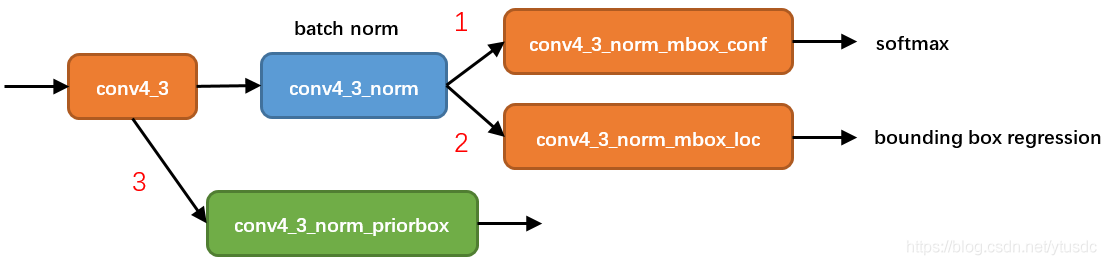 batch norm
1
conv4_3_norm_mbox_conf
softmax
conv4_3
conv4_3_norm
2
conv4_3_norm_mbox_loc
bounding box regression
3
conv4_3_norm_priorbox
https://blog.csdn.net/ytusdc